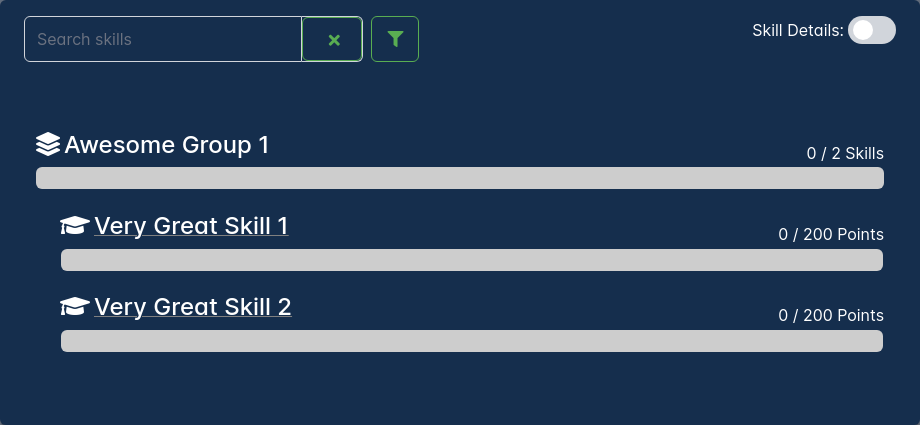 Search skills
Skill Details:
Awesome Group 1
0 / 2 Skills
Very Great Skill 1
0 / 200 Points
Very Great Skill 2
0 / 200 Points